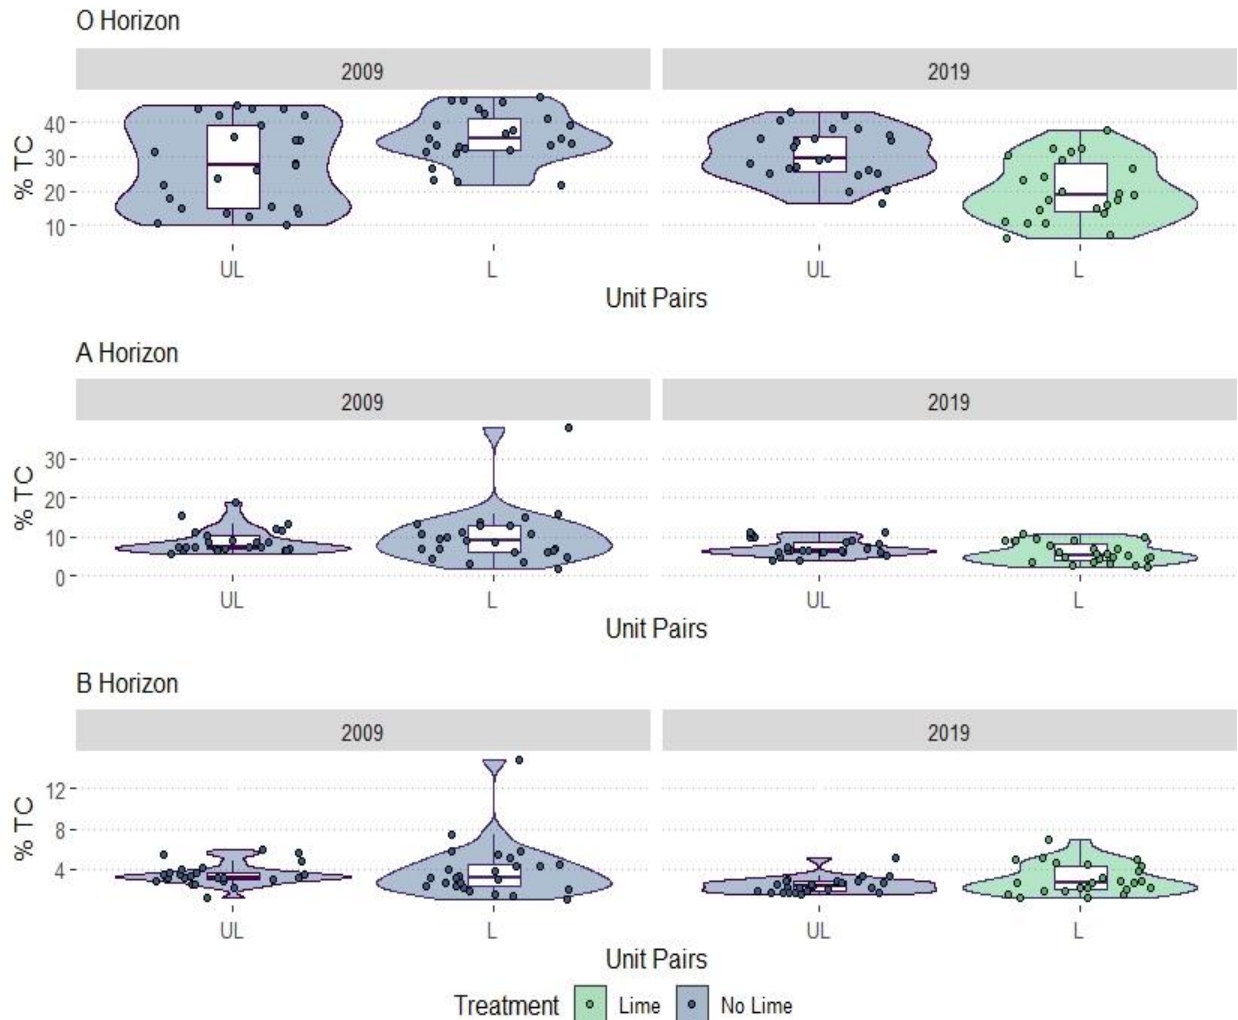 O Horizon
2009 2019
% TC
40
30
20
10
UL L UL L
Unit Pairs
A Horizon
2009 2019
% TC
30
20
10
0
UL L UL L
Unit Pairs
B Horizon
2009 2019
% TC
12
8
4
UL L UL L
Unit Pairs
Treatment Lime No Lime